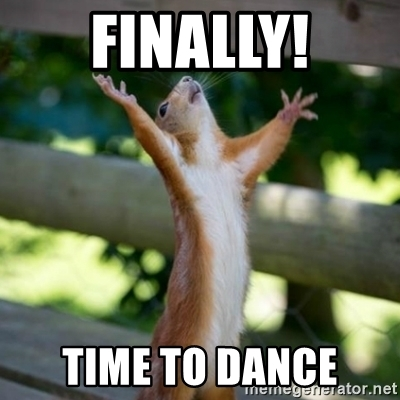 FINALLY!
TIME TO DANCE
memegenerator.net